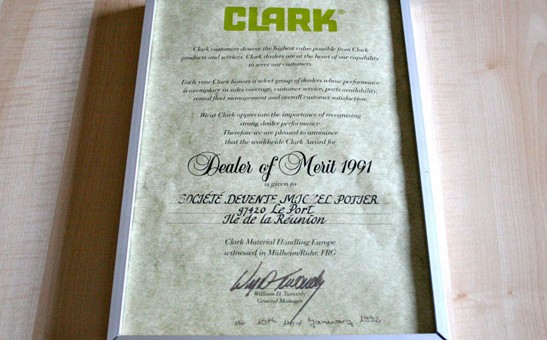 CLARK®
Clark customers deserve the highest value possible from Clark
products and services. Clark dealers are at the heart of our capability
to serve our customers.
Each year Clark honors a select group of dealers whose performance
is exemplary in sales coverage, customer service, parts availability,
rental fleet management and overall customer satisfaction.
We at Clark appreciate the importance of recognizing
strong dealer performance.
Therefore we are pleased to announce
that the worldwide Clark Award for
Dealer of Merit 1991
is given to
SOCIÉTÉ DEVENTE MICHEL POTIER
97420 Le Port
Ile de la Réunion
Clark Material Handling Europe
witnessed in Mülheim/Ruhr, FRG
William D.
General Manager
this 10th day of January 1992